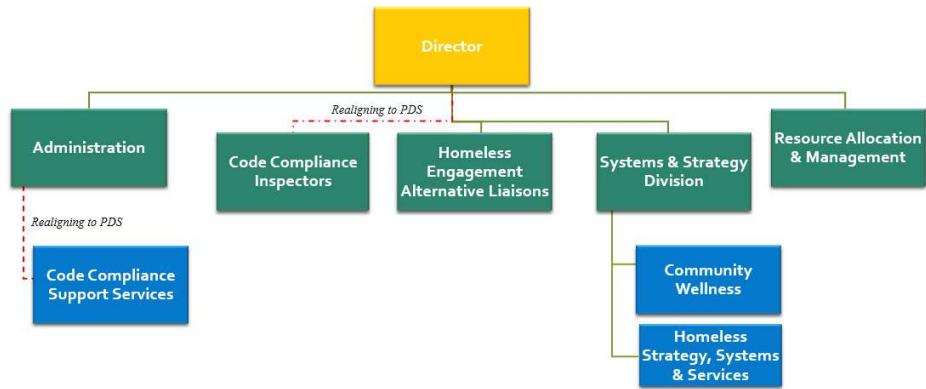 Director
Realigning to PDS
Administration
Code Compliance
Inspectors
Homeless
Engagement
Alternative Liaisons
Systems & Strategy
Division
Resource Allocation
& Management
Realigning to PDS
Code Compliance
Support Services
Community
Wellness
Homeless
Strategy, Systems
& Services